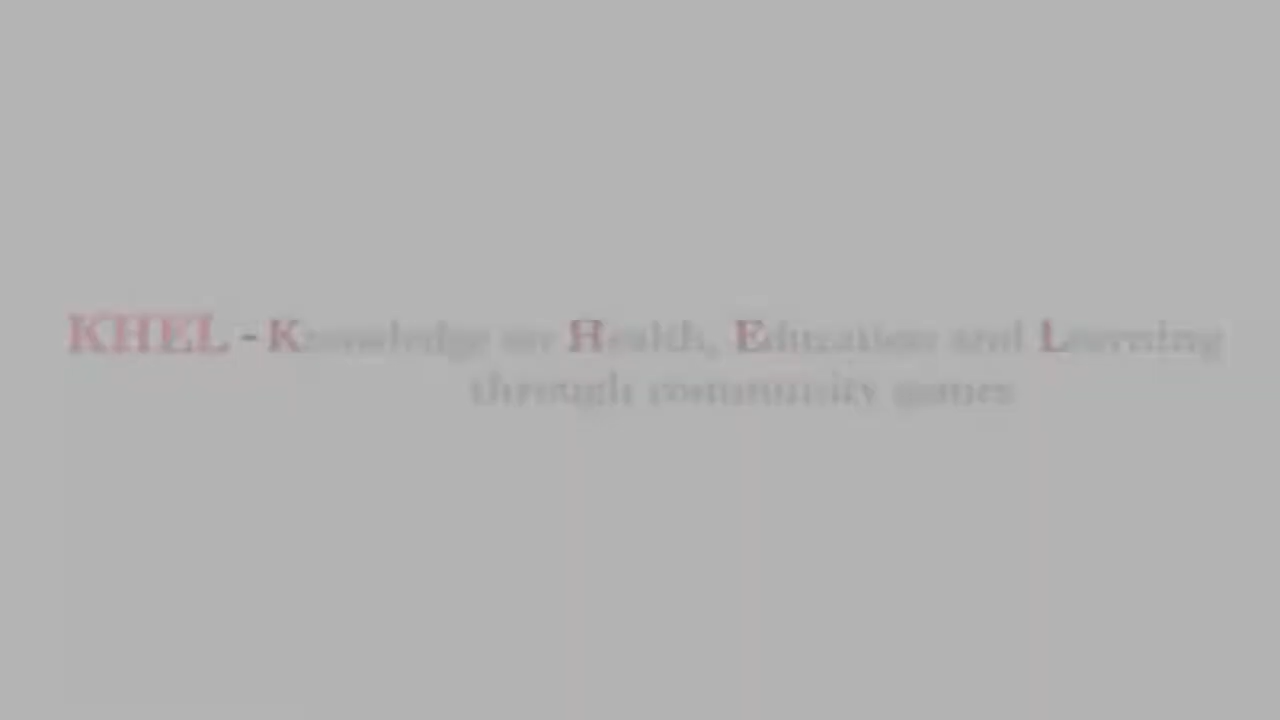 KHEL - Knowledge on Health, Education and Learning
through community games